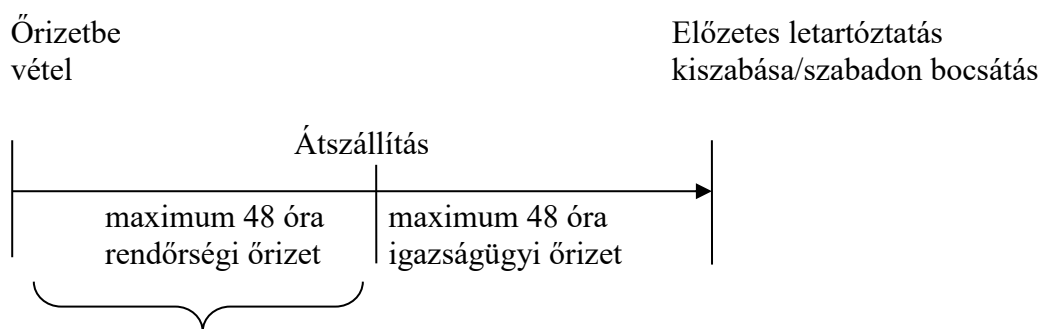 Őrizetbe
vétel
Előzetes letartóztatás
kiszabása/szabadon bocsátás
Átszállítás
maximum 48 óra
rendőrségi őrizet
maximum 48 óra
igazságügyi őrizet